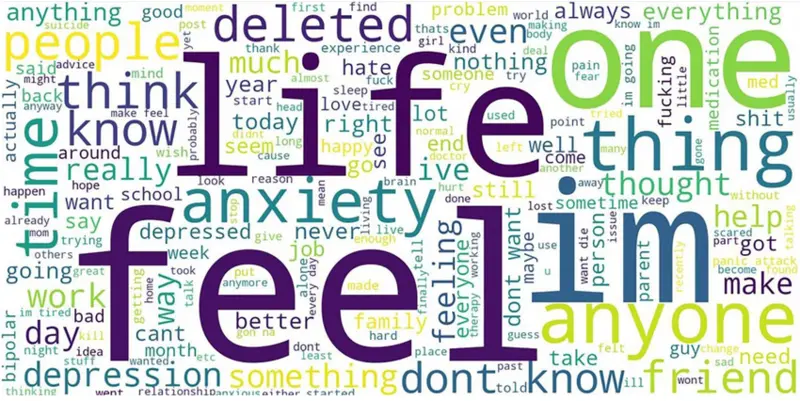 anything
good
people
said
might
advice
mind
back
anyway
actually
think
know
make feel
around
time
really
want
school
happen
hope
say
already
mom
trying
others
depressed
going
great
getting
week
work
home
way
took
talk
day
bad
im tired
cant
bipolar
night
idea
kill
month
stuff
wanted
etc
depression
thinking
went
relationship
suicide
post
moment
yet
deleted
first
find
thats
girl
thank
experience
much
kind
year
hate
almost
sleep
fuck
start
head
love
tired
today
right
probably
didnt
long
seem
cause
happy
go
see
wish
look
reason
mean
life
lot
end
live
brain
hurt
anxiety
stop
living
never
give
enough
live
job
alone
every day
put
anymore
gon na
made
better
family
hard
dont
least
something
anxious
either
started
feel
problem
always
world
know im
everything
making
body
even
deal
someone
nothing
try
cry
used
point
normal
doctor
left
well
come
another
still
done
sometime
feeling
everyone
dont want
lost
use
u
maybe
working
therapy
finally
tell
guess
place
past
told
dont know
take
ill
one
pain
fear
im going
fucking
little
medication
med
shit
usually
tried
many
gone
thing
away
without
thought
keep
issue
want die
person
parent
help
scared
part
got
talking
panic attack
become
found
recently
make
im
anyone
felt
guy
change
sad
need
wont
friend